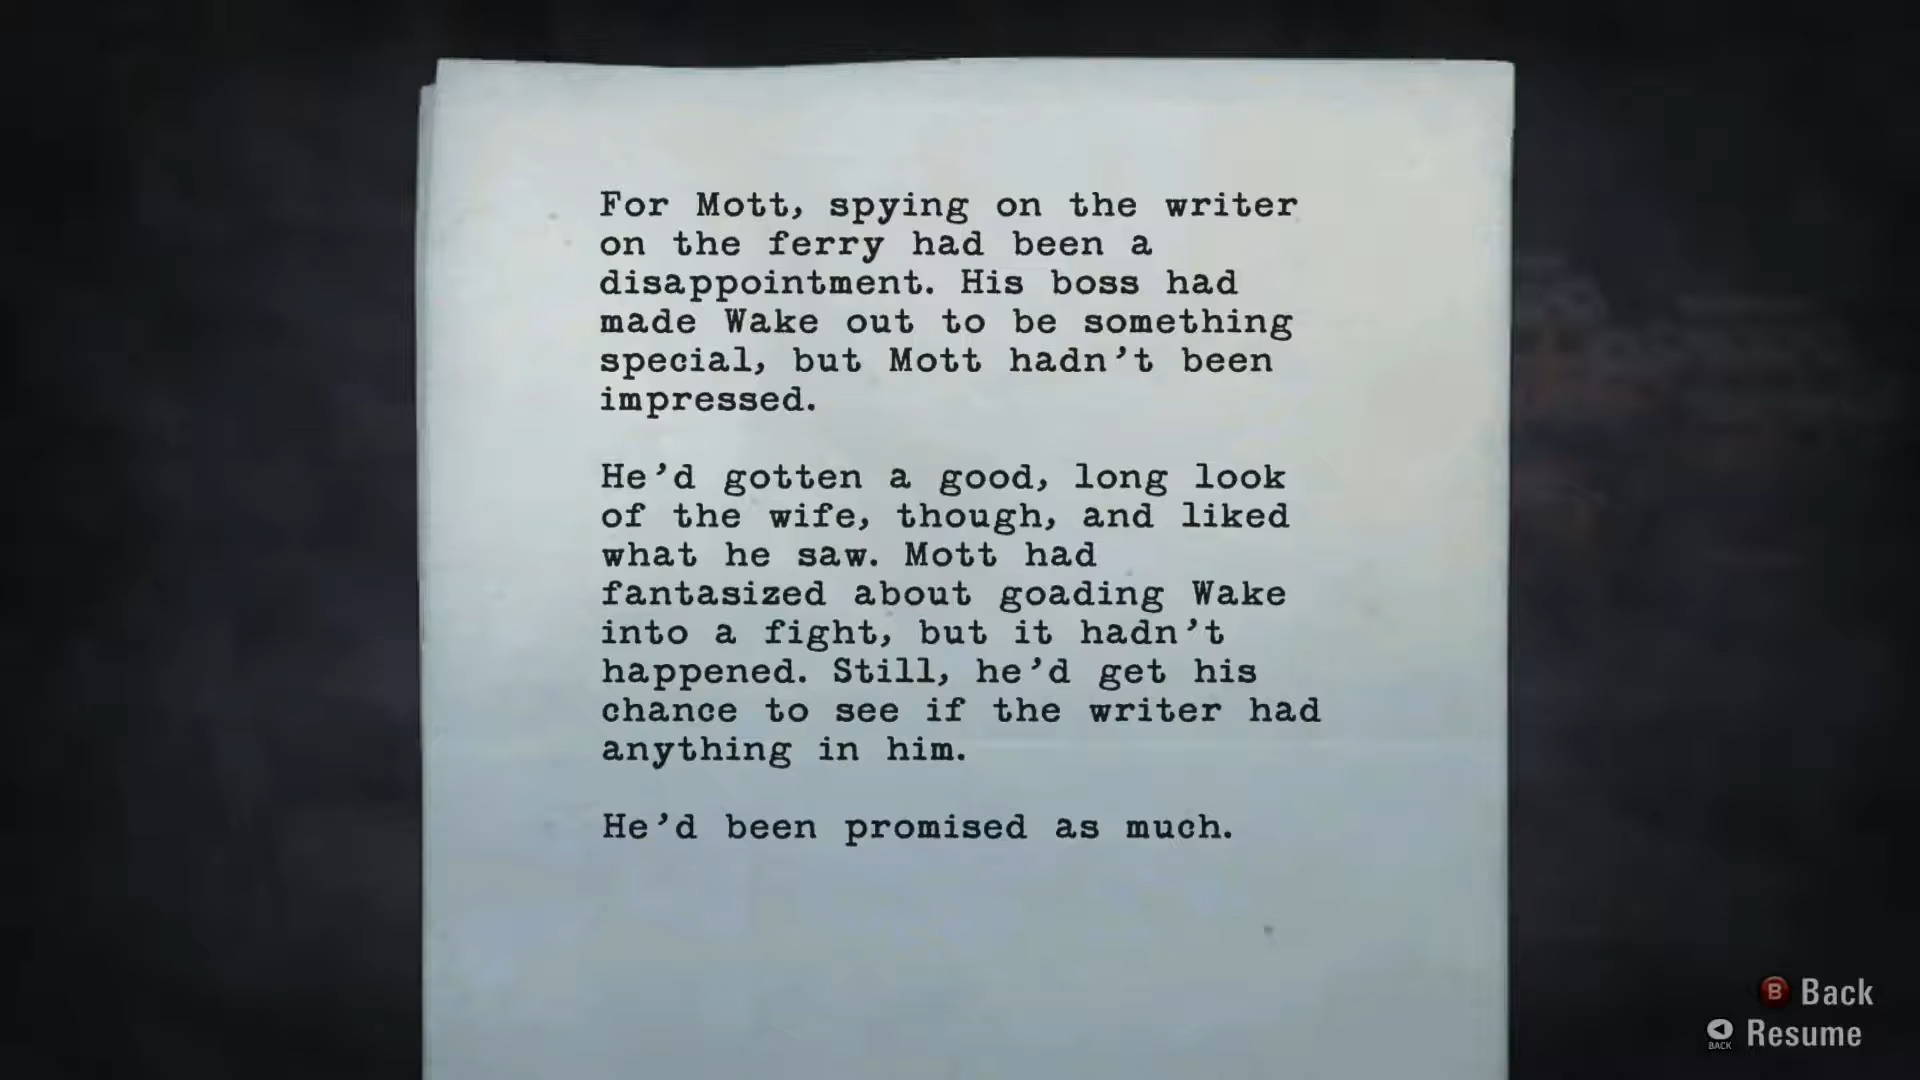 For Mott, spying on the writer
on the ferry had been a
disappointment. His boss had
made Wake out to be something
special, but Mott hadn't been
impressed.
He'd gotten a good, long look
of the wife, though, and liked
what he saw. Mott had
fantasized about goading Wake
into a fight, but it hadn't
happened. Still, he'd get his
chance to see if the writer had
anything in him.
He'd been promised as much.
B Back
BACK Resume